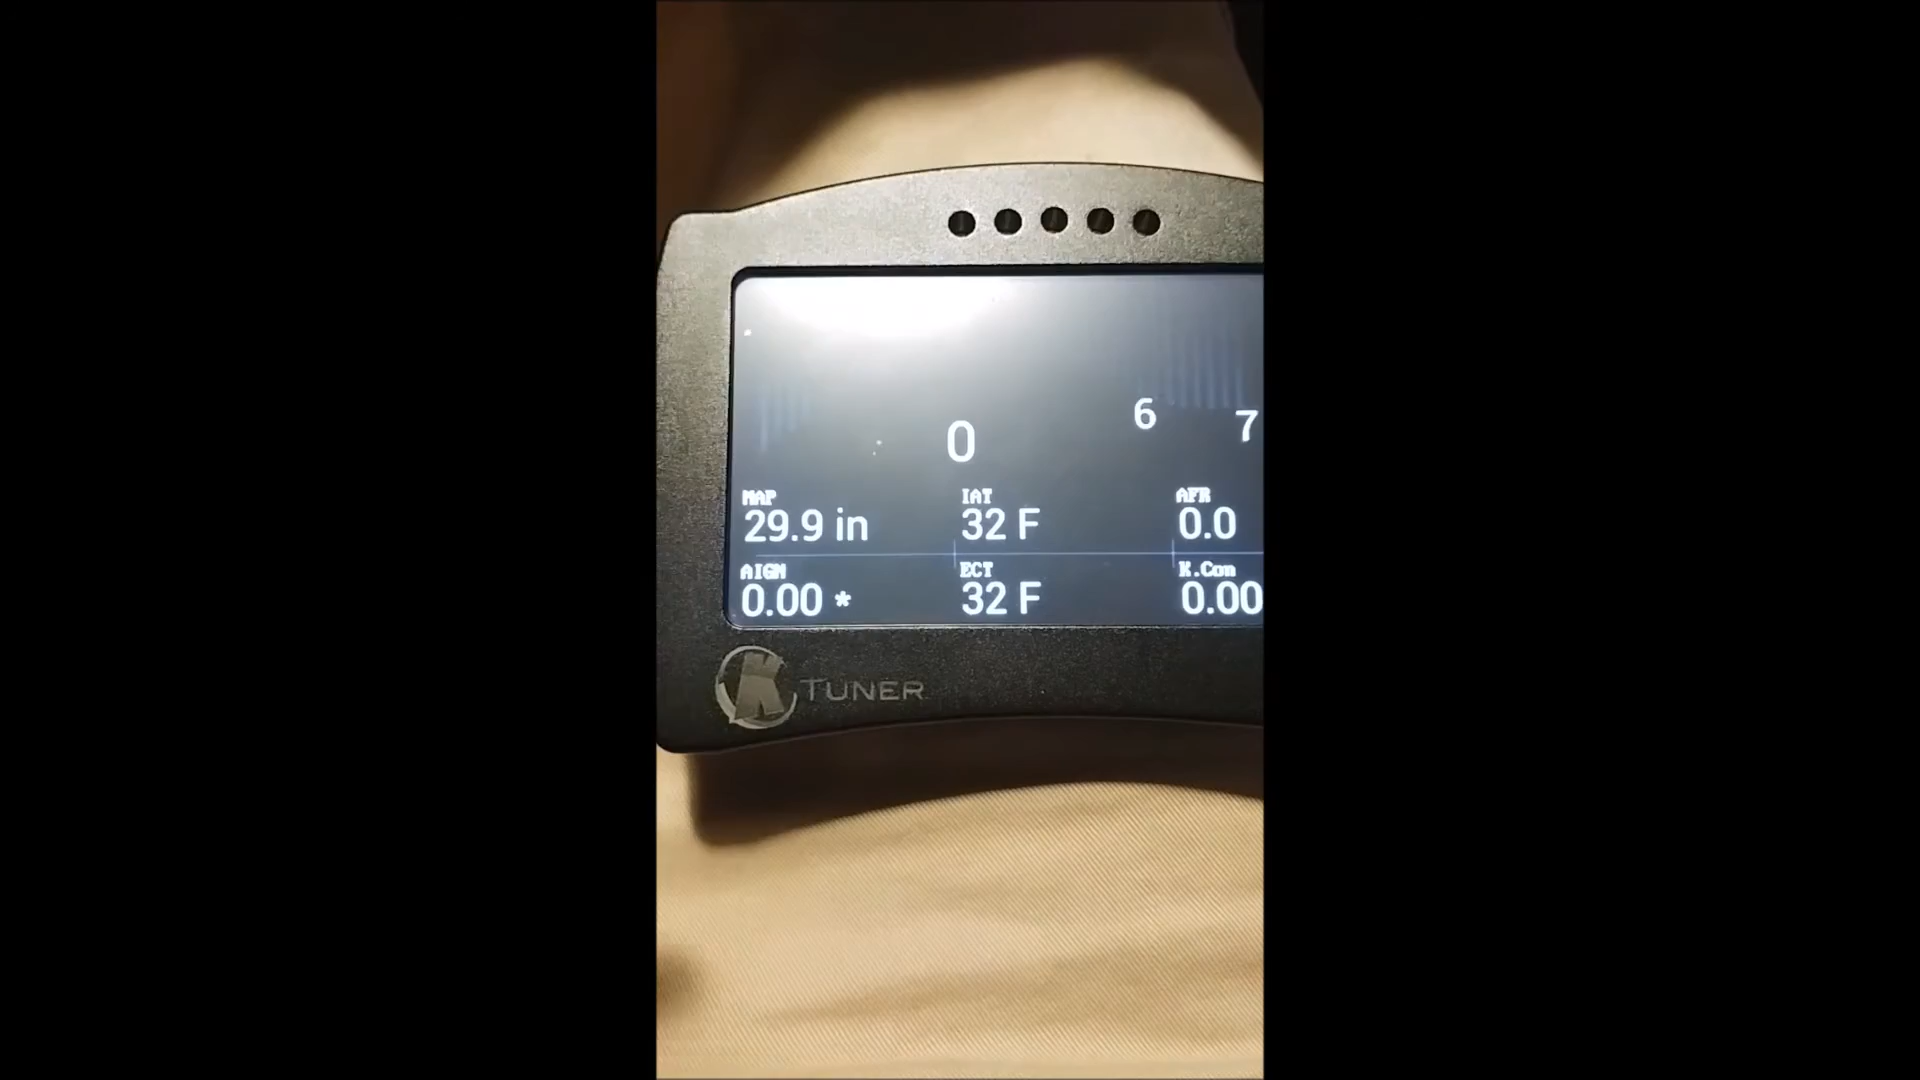 6
7
0
MAP IAT AFR
29.9 in 32 F 0.0
AIGN ECT K.Con
0.00 * 32 F 0.00
K TUNER